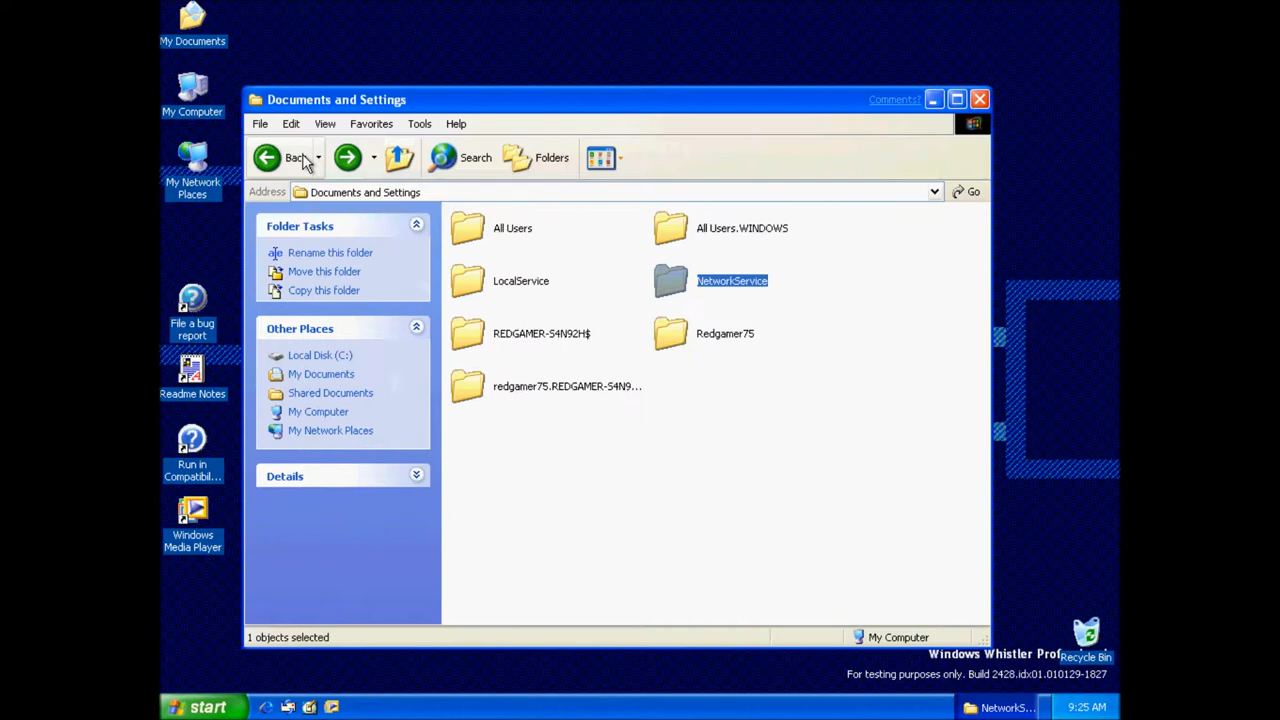 My Documents
My Computer
My Network
Places
File a bug
report
Readme Notes
Run in
Compatibil...
Windows
Media Player
Documents and Settings
Comments?
File Edit View Favorites Tools Help
Back Search Folders
Address Documents and Settings Go
Folder Tasks
Rename this folder
Move this folder
Copy this folder
Other Places
Local Disk (C:)
My Documents
Shared Documents
My Computer
My Network Places
Details
All Users
All Users.WINDOWS
LocalService
NetworkService
REDGAMER-S4N92H$
Redgamer75
redgamer75.REDGAMER-S4N9...
1 objects selected
My Computer
Windows Whistler Prof
Recycle Bin
For testing purposes only. Build 2428.idx01.010129-1827
start
NetworkS...
9:25 AM